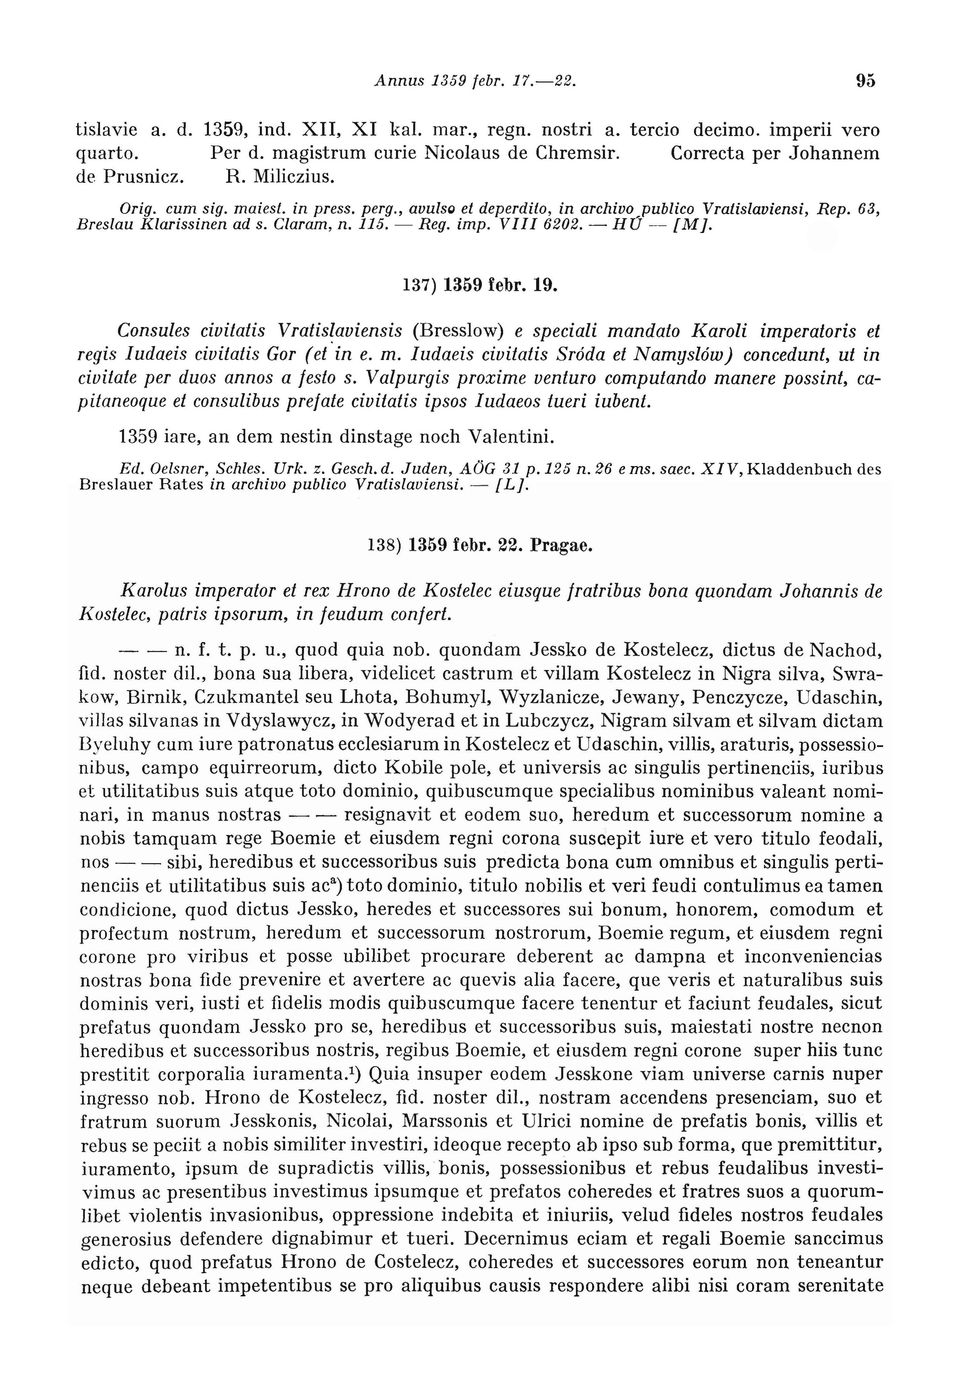 Annus 1359 febr. 17.—22. 95
tislavie a. d. 1359, ind. XII, XI kal. mar., regn. nostri a. tercio decimo. imperii vero
quarto. Per d. magistrum curie Nicolaus de Chremsir. Correcta per Johannem
de Prusnicz. R. Miliczius.
Orig. cum sig. maiest. in press. perg., avulso et deperdito, in archivo publico Vratislaviensi, Rep. 63,
Breslau Klarissinen ad s. Claram, n. 115. — Reg. imp. VIII 6202. — HÚ — [M].
137) 1359 febr. 19.
Consules civitatis Vratislaviensis (Bresslow) e speciali mandato Karoli imperatoris et
regis Iudaeis civitatis Gor (et in e. m. Iudaeis civitatis Sróda et Namyslów) concedunt, ut in
civitate per duos annos a festo s. Valpurgis proxime venturo computando manere possint, ca-
pitaneoque et consulibus prefate civitatis ipsos Iudaeos tueri iubent.
1359 iare, an dem nestin dinstage noch Valentini.
Ed. Oelsner, Schles. Urk. z. Gesch. d. Juden, AÖG 31 p. 125 n. 26 e ms. saec. XIV, Kladdenbuch des
Breslauer Rates in archivo publico Vratislaviensi. — [L].
138) 1359 febr. 22. Pragae.
Karolus imperator et rex Hrono de Kostelec eiusque fratribus bona quondam Johannis de
Kostelec, patris ipsorum, in feudum confert.
— — n. f. t. p. u., quod quia nob. quondam Jessko de Kostelecz, dictus de Nachod,
fid. noster dil., bona sua libera, videlicet castrum et villam Kostelecz in Nigra silva, Swra-
kow, Birnik, Czukmantel seu Lhota, Bohumyl, Wyzlanicze, Jewany, Penczycze, Udaschin,
villas silvanas in Vdyslawycz, in Wodyerad et in Lubczycz, Nigram silvam et silvam dictam
Byeluhy cum iure patronatus ecclesiarum in Kostelecz et Udaschin, villis, araturis, possessio-
nibus, campo equirreorum, dicto Kobile pole, et universis ac singulis pertinenciis, iuribus
et utilitatibus suis atque toto dominio, quibuscumque specialibus nominibus valeant nomi-
nari, in manus nostras — — resignavit et eodem suo, heredum et successorum nomine a
nobis tamquam rege Boemie et eiusdem regni corona suscepit iure et vero titulo feodali,
nos — — sibi, heredibus et successoribus suis predicta bona cum omnibus et singulis perti-
nenciis et utilitatibus suis acª) toto dominio, titulo nobilis et veri feudi contulimus ea tamen
condicione, quod dictus Jessko, heredes et successores sui bonum, honorem, comodum et
profectum nostrum, heredum et successorum nostrorum, Boemie regum, et eiusdem regni
corone pro viribus et posse ubilibet procurare deberent ac dampna et inconveniencias
nostras bona fide prevenire et avertere ac quevis alia facere, que veris et naturalibus suis
dominis veri, iusti et fidelis modis quibuscumque facere tenentur et faciunt feudales, sicut
prefatus quondam Jessko pro se, heredibus et successoribus suis, maiestati nostre necnon
heredibus et successoribus nostris, regibus Boemie, et eiusdem regni corone super hiis tunc
prestitit corporalia iuramenta.¹) Quia insuper eodem Jesskone viam universe carnis nuper
ingresso nob. Hrono de Kostelecz, fid. noster dil., nostram accendens presenciam, suo et
fratrum suorum Jesskonis, Nicolai, Marssonis et Ulrici nomine de prefatis bonis, villis et
rebus se peciit a nobis similiter investiri, ideoque recepto ab ipso sub forma, que premittitur,
iuramento, ipsum de supradictis villis, bonis, possessionibus et rebus feudalibus investi-
vimus ac presentibus investimus ipsumque et prefatos coheredes et fratres suos a quorum-
libet violentis invasionibus, oppressione indebita et iniuriis, velud fideles nostros feudales
generosius defendere dignabimur et tueri. Decernimus eciam et regali Boemie sanccimus
edicto, quod prefatus Hrono de Costelecz, coheredes et successores eorum non teneantur
neque debeant impetentibus se pro aliquibus causis respondere alibi nisi coram serenitate